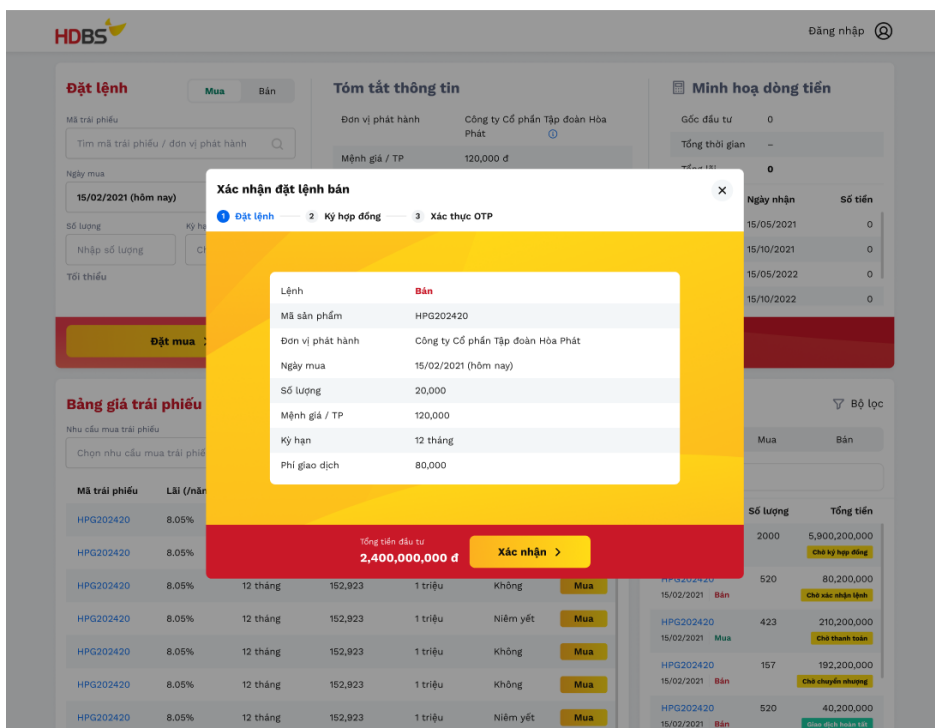 HDBS
Đăng nhập
Đặt lệnh
Mua Bán
Mã trái phiếu
Tìm mã trái phiếu / đơn vị phát hành
Ngày mua
15/02/2021 (hôm nay)
Số lượng Kỳ
Nhập số lượng
Tối thiểu
Đặt mua
Tóm tắt thông tin
Đơn vị phát hành Công ty Cổ phần Tập đoàn Hòa
Phát
Mệnh giá / TP 120,000 đ
Minh hoạ dòng tiền
Gốc đầu tư 0
Tổng thời gian –
Tổng lãi 0
Ngày nhận Số tiền
15/05/2021 0
15/10/2021 0
15/05/2022 0
15/10/2022 0
Xác nhận đặt lệnh bán
1 Đặt lệnh 2 Ký hợp đồng 3 Xác thực OTP
Lệnh Bán
Mã sản phẩm HPG202420
Đơn vị phát hành Công ty Cổ phần Tập đoàn Hòa Phát
Ngày mua 15/02/2021 (hôm nay)
Số lượng 20,000
Mệnh giá / TP 120,000
Kỳ hạn 12 tháng
Phí giao dịch 80,000
Tổng tiền đầu tư
2,400,000,000 đ
Xác nhận
Bảng giá trái phiếu
Nhu cầu mua trái phiếu
Chọn nhu cầu mua trái phiế
Mã trái phiếu Lãi (/năm
HPG202420 8.05%
HPG202420 8.05%
HPG202420 8.05% 12 tháng 152,923 1 triệu Không Mua
HPG202420 8.05% 12 tháng 152,923 1 triệu Niêm yết Mua
HPG202420 8.05% 12 tháng 152,923 1 triệu Không Mua
HPG202420 8.05% 12 tháng 152,923 1 triệu Không Mua
HPG202420 8.05% 12 tháng 152,923 1 triệu Niêm yết Mua
Bộ lọc
Mua Bán
Số lượng Tổng tiền
2000 5,900,200,000
Chờ ký hợp đồng
HPG202420 520 80,200,000
15/02/2021 Bán Chờ xác nhận lệnh
HPG202420 423 210,200,000
15/02/2021 Mua Chờ thanh toán
HPG202420 157 192,200,000
15/02/2021 Bán Chờ chuyển nhượng
HPG202420 520 40,200,000
15/02/2021 Bán Giao dịch hoàn tất